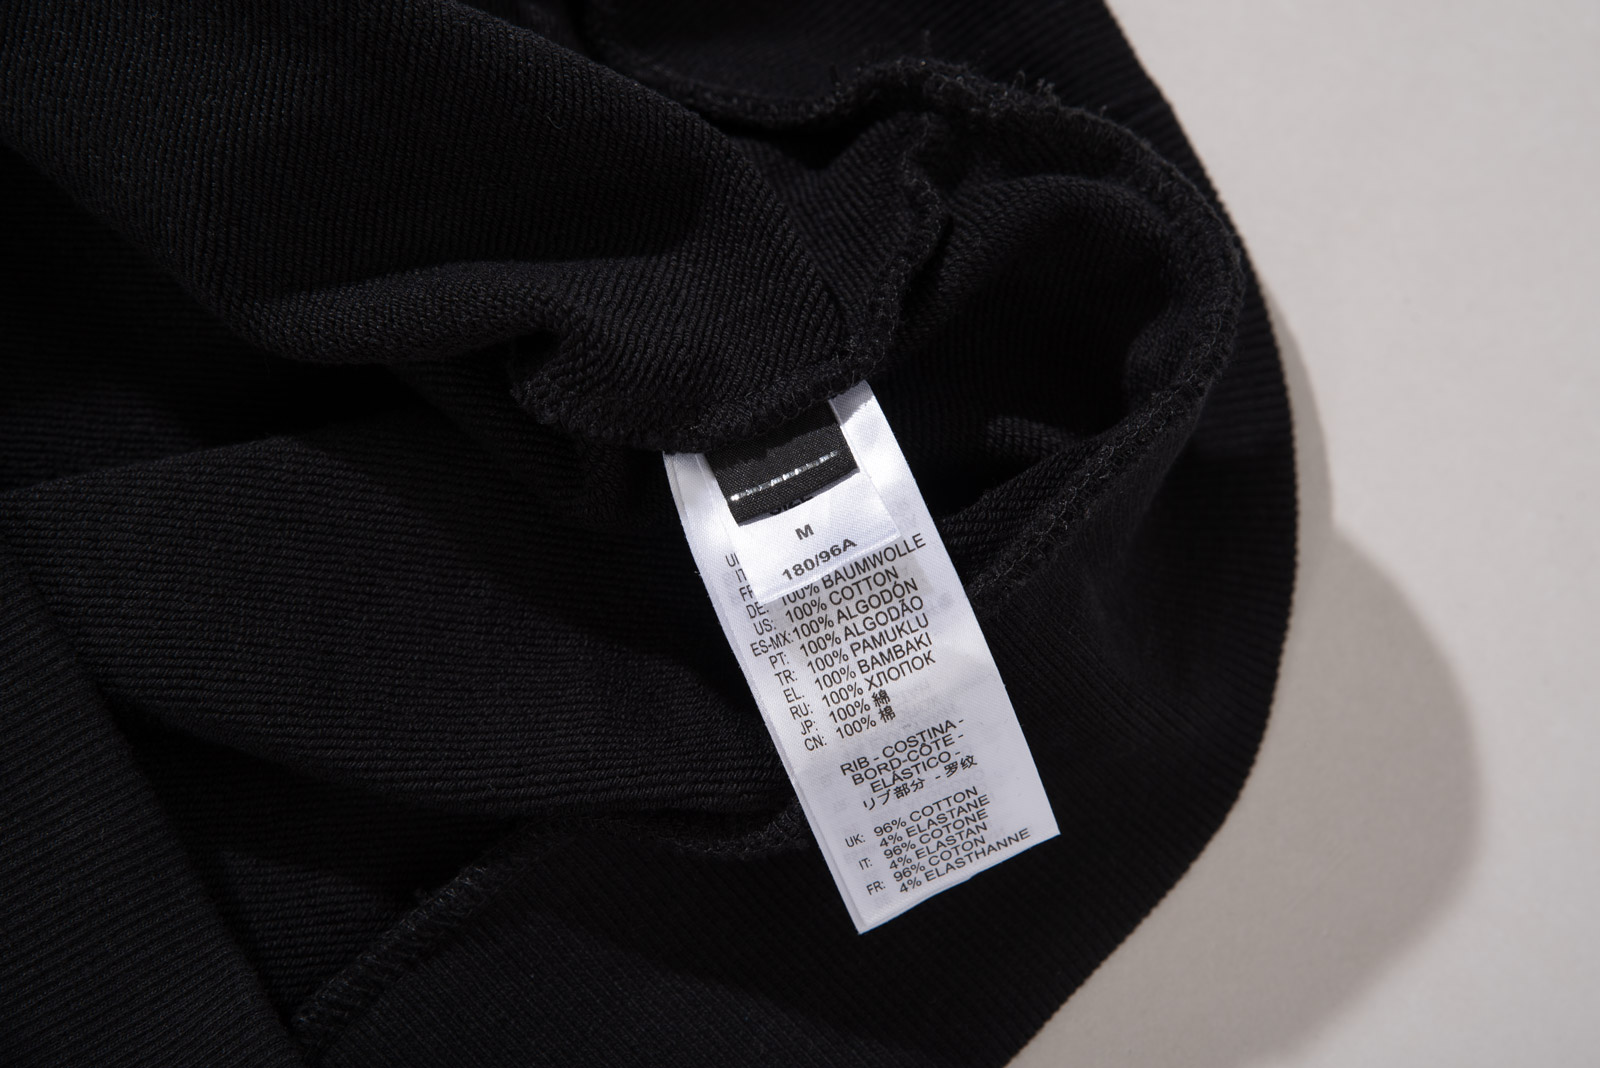 M
180/96A
DE: 100% BAUMWOLLE
US: 100% COTTON
ES-MX: 100% ALGODÓN
PT: 100% ALGODÃO
TR: 100% PAMUKLU
EL: 100% BAMBAKI
RU: 100% ХЛОПОК
JP: 100% 綿
CN: 100% 棉
RIB - COSTINA -
BORD-CÔTE -
ELÁSTICO -
リブ部分 - 罗纹
UK: 96% COTTON
4% ELASTANE
IT: 96% COTONE
4% ELASTAN
FR: 96% COTON
4% ELASTHANNE